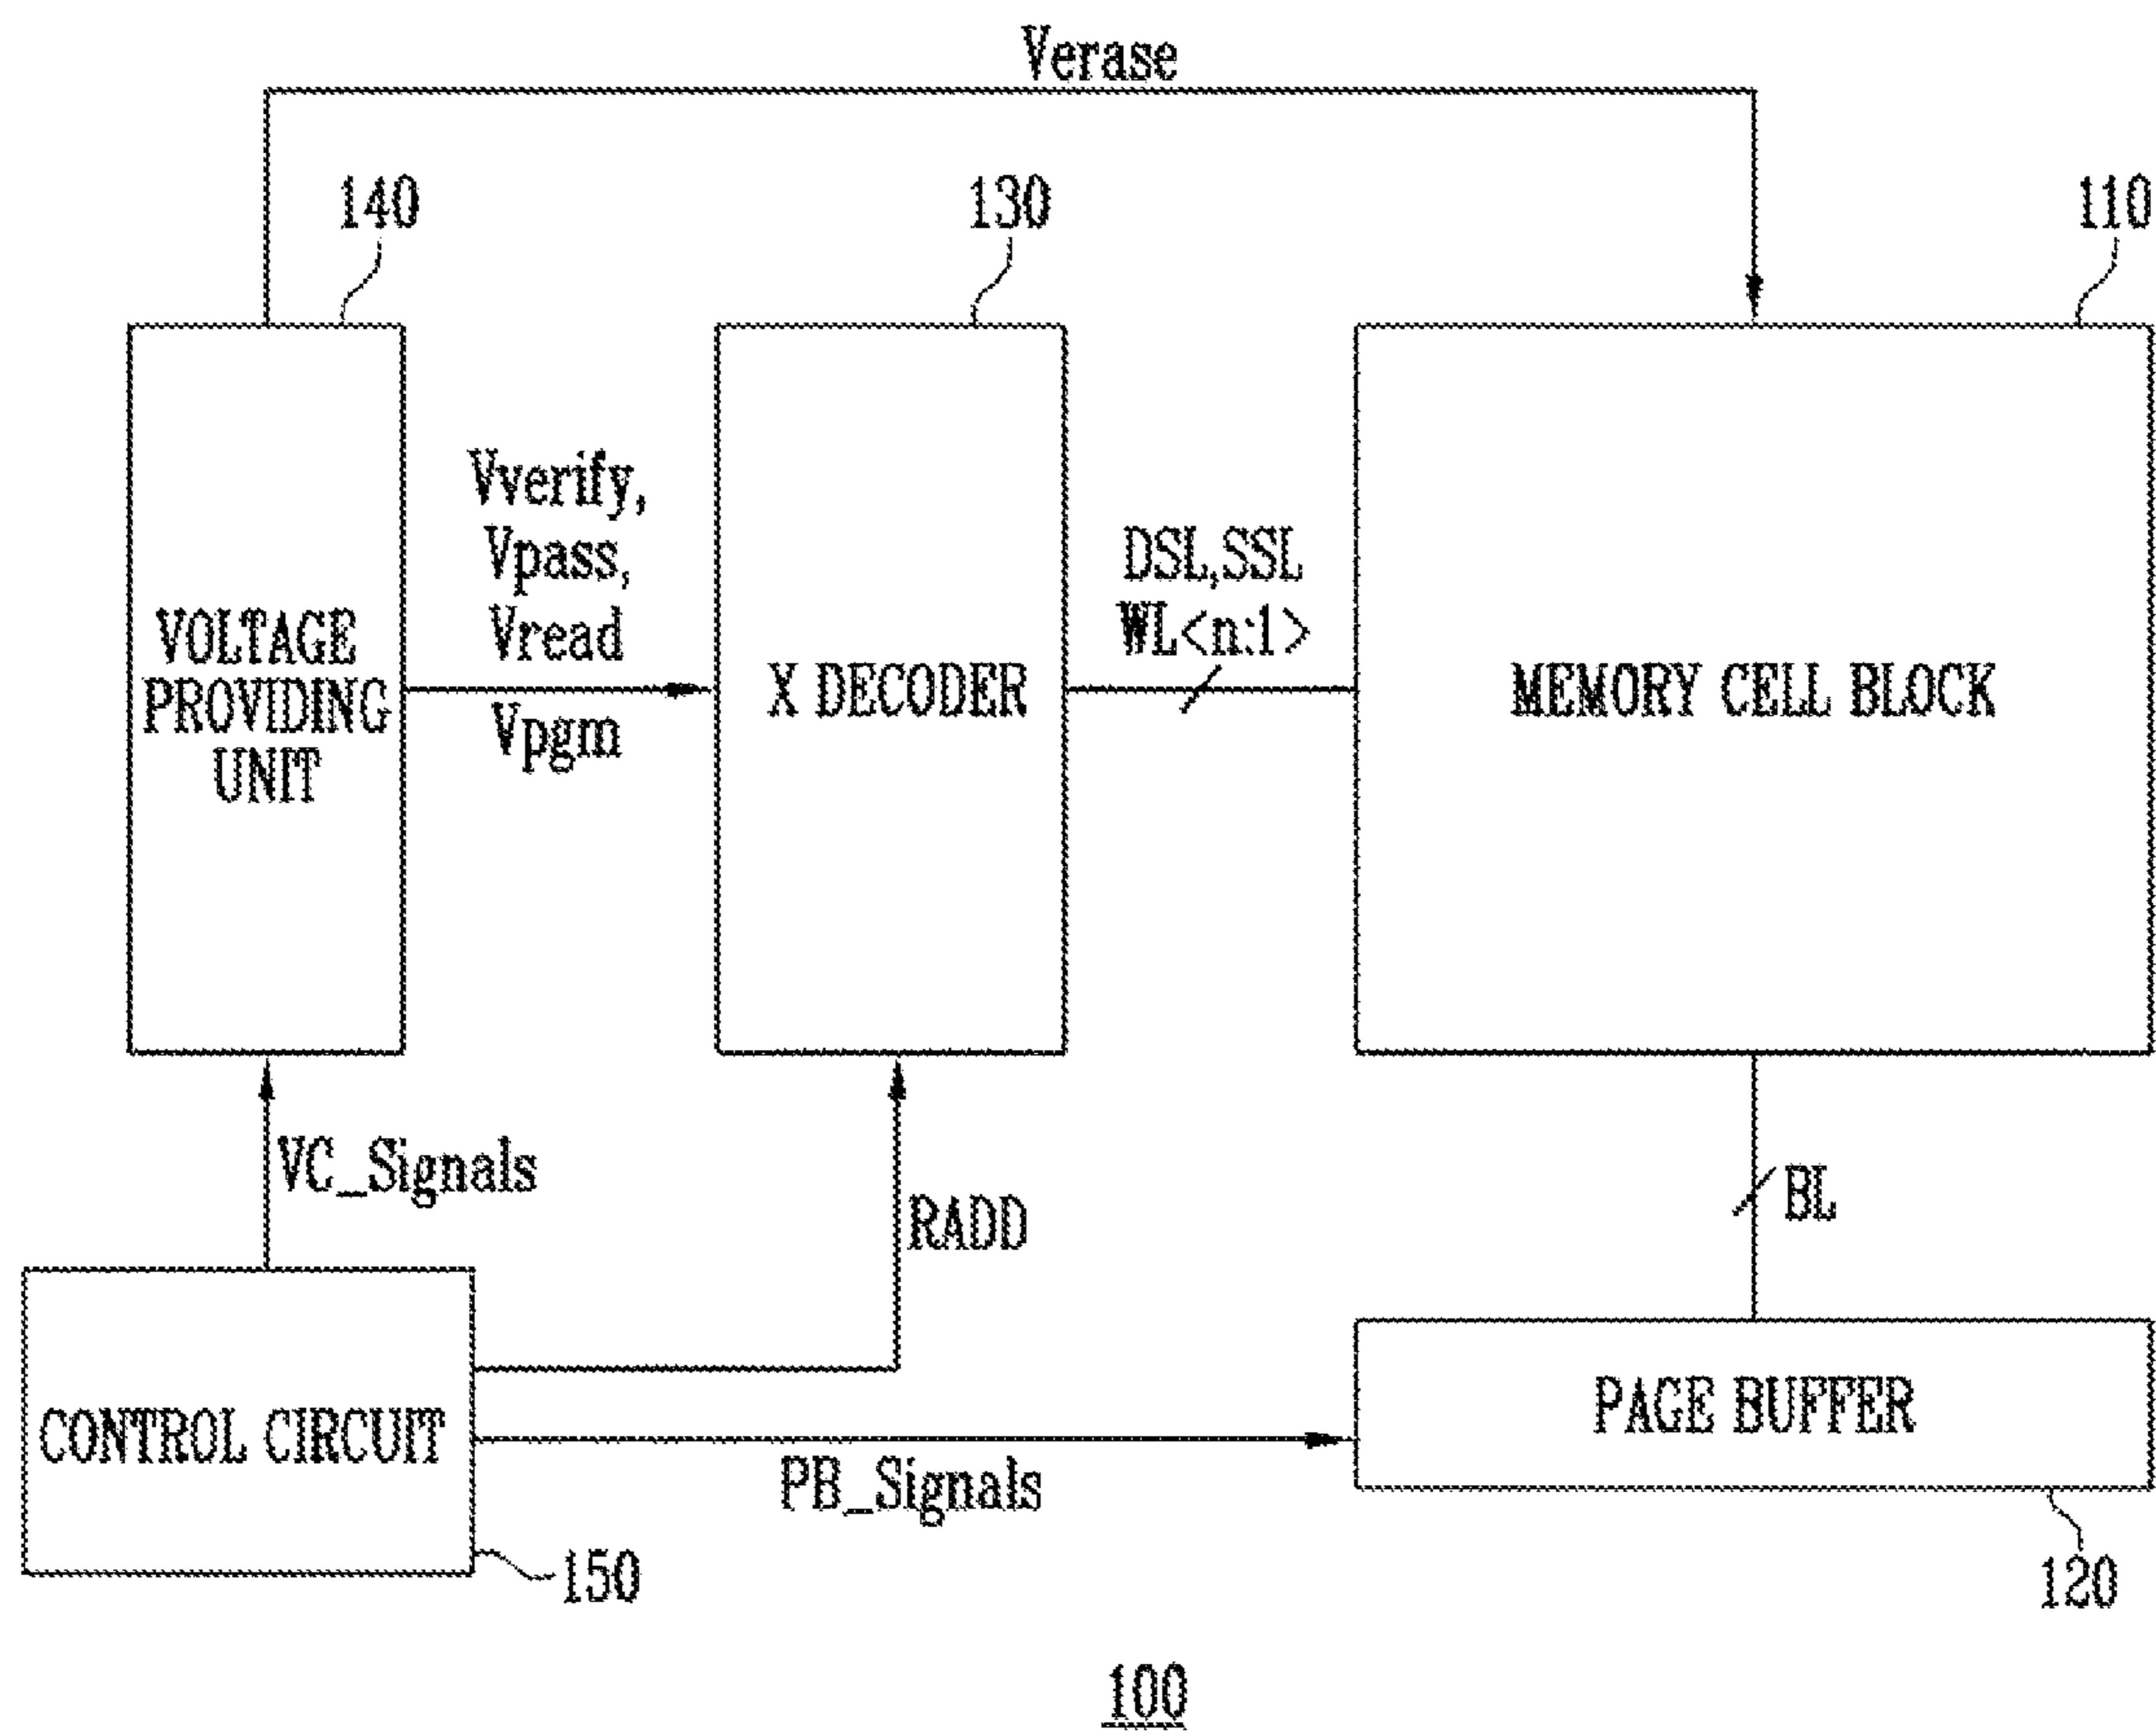 Verase
140
130
110
Vverify,
Vpass,
Vread
Vpgm
DSL,SSL
WL<n:1>
VOLTAGE
PROVIDING
UNIT
X DECODER
MEMORY CELL BLOCK
VC_Signals
RADD
BL
CONTROL CIRCUIT
PB_Signals
PAGE BUFFER
150
120
100